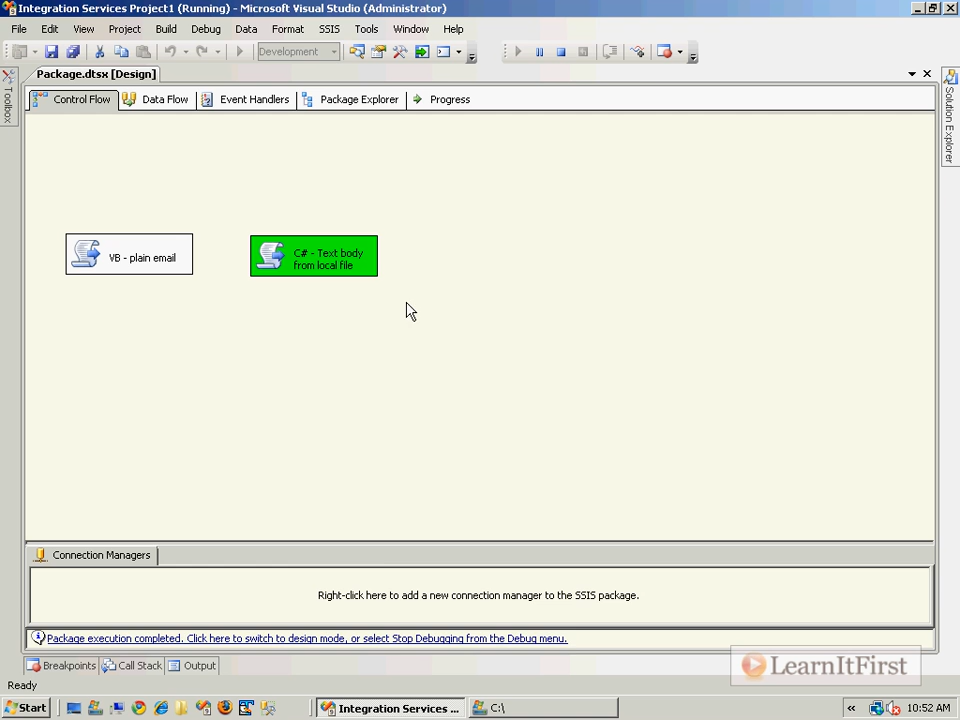 Integration Services Project1 (Running) - Microsoft Visual Studio (Administrator)
File Edit View Project Build Debug Data Format SSIS Tools Window Help
Development
Package.dtsx [Design]
Toolbox
Solution Explorer
Control Flow Data Flow Event Handlers Package Explorer Progress
VB - plain email
C# - Text body
from local file
Connection Managers
Right-click here to add a new connection manager to the SSIS package.
Package execution completed. Click here to switch to design mode, or select Stop Debugging from the Debug menu.
Breakpoints Call Stack Output
LearnItFirst
Ready
Start Integration Services ... C:\ « 10:52 AM